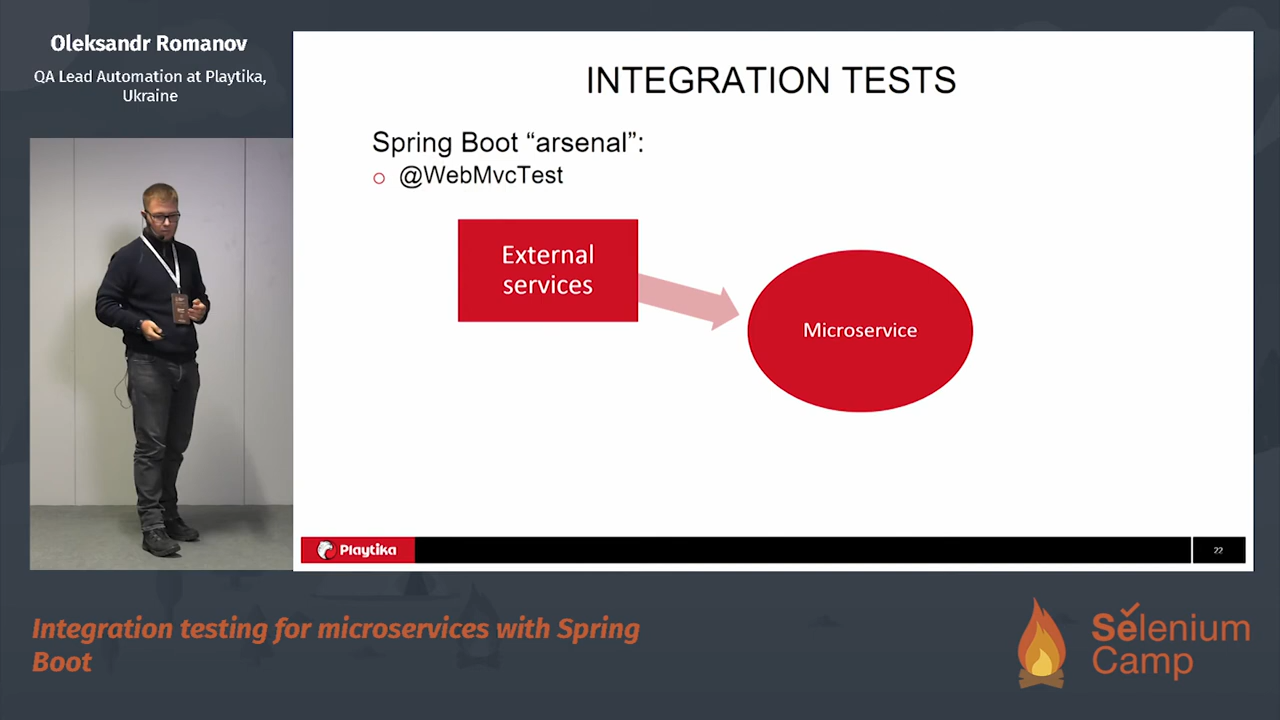 Oleksandr Romanov
QA Lead Automation at Playtika,
Ukraine
INTEGRATION TESTS
Spring Boot “arsenal”:
@WebMvcTest
External
services
Microservice
Playtika
22
Integration testing for microservices with Spring
Boot
Selenium
Camp